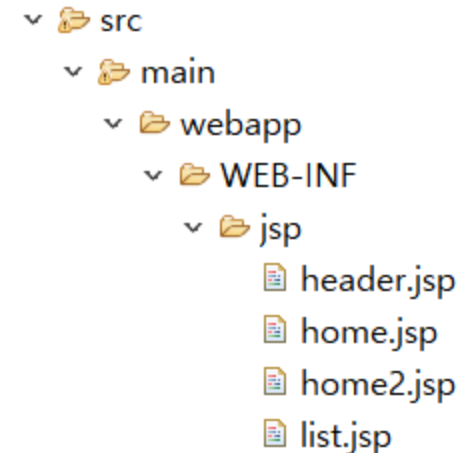 src
main
webapp
WEB-INF
jsp
header.jsp
home.jsp
home2.jsp
list.jsp